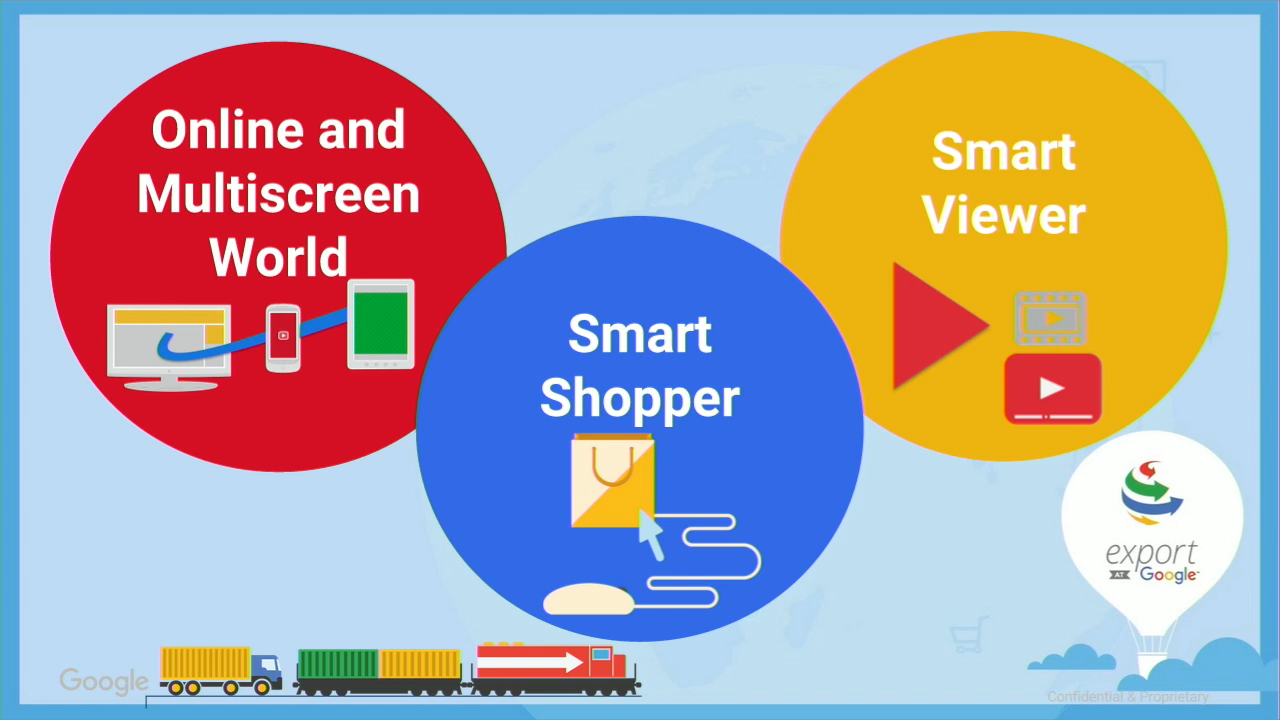 Online and
Multiscreen
World
Smart
Viewer
Smart
Shopper
export
AT Google
Google
Confidential & Proprietary